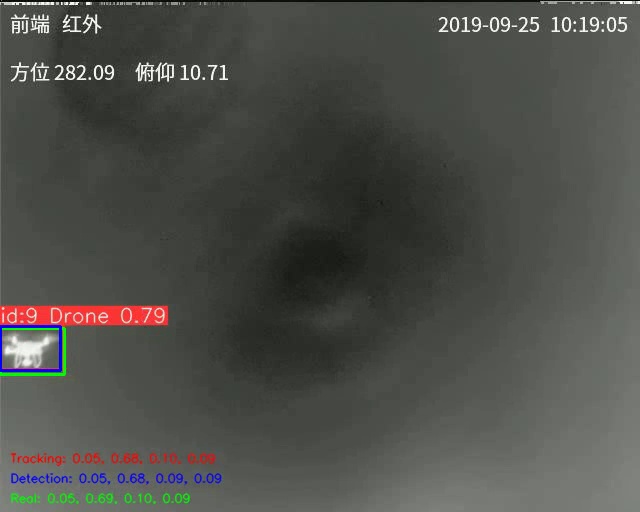 前端 红外 2019-09-25 10:19:05
方位 282.09 俯仰 10.71
id:9 Drone 0.79
Tracking: 0.05, 0.68, 0.10, 0.09
Detection: 0.05, 0.68, 0.09, 0.09
Real: 0.05, 0.69, 0.10, 0.09